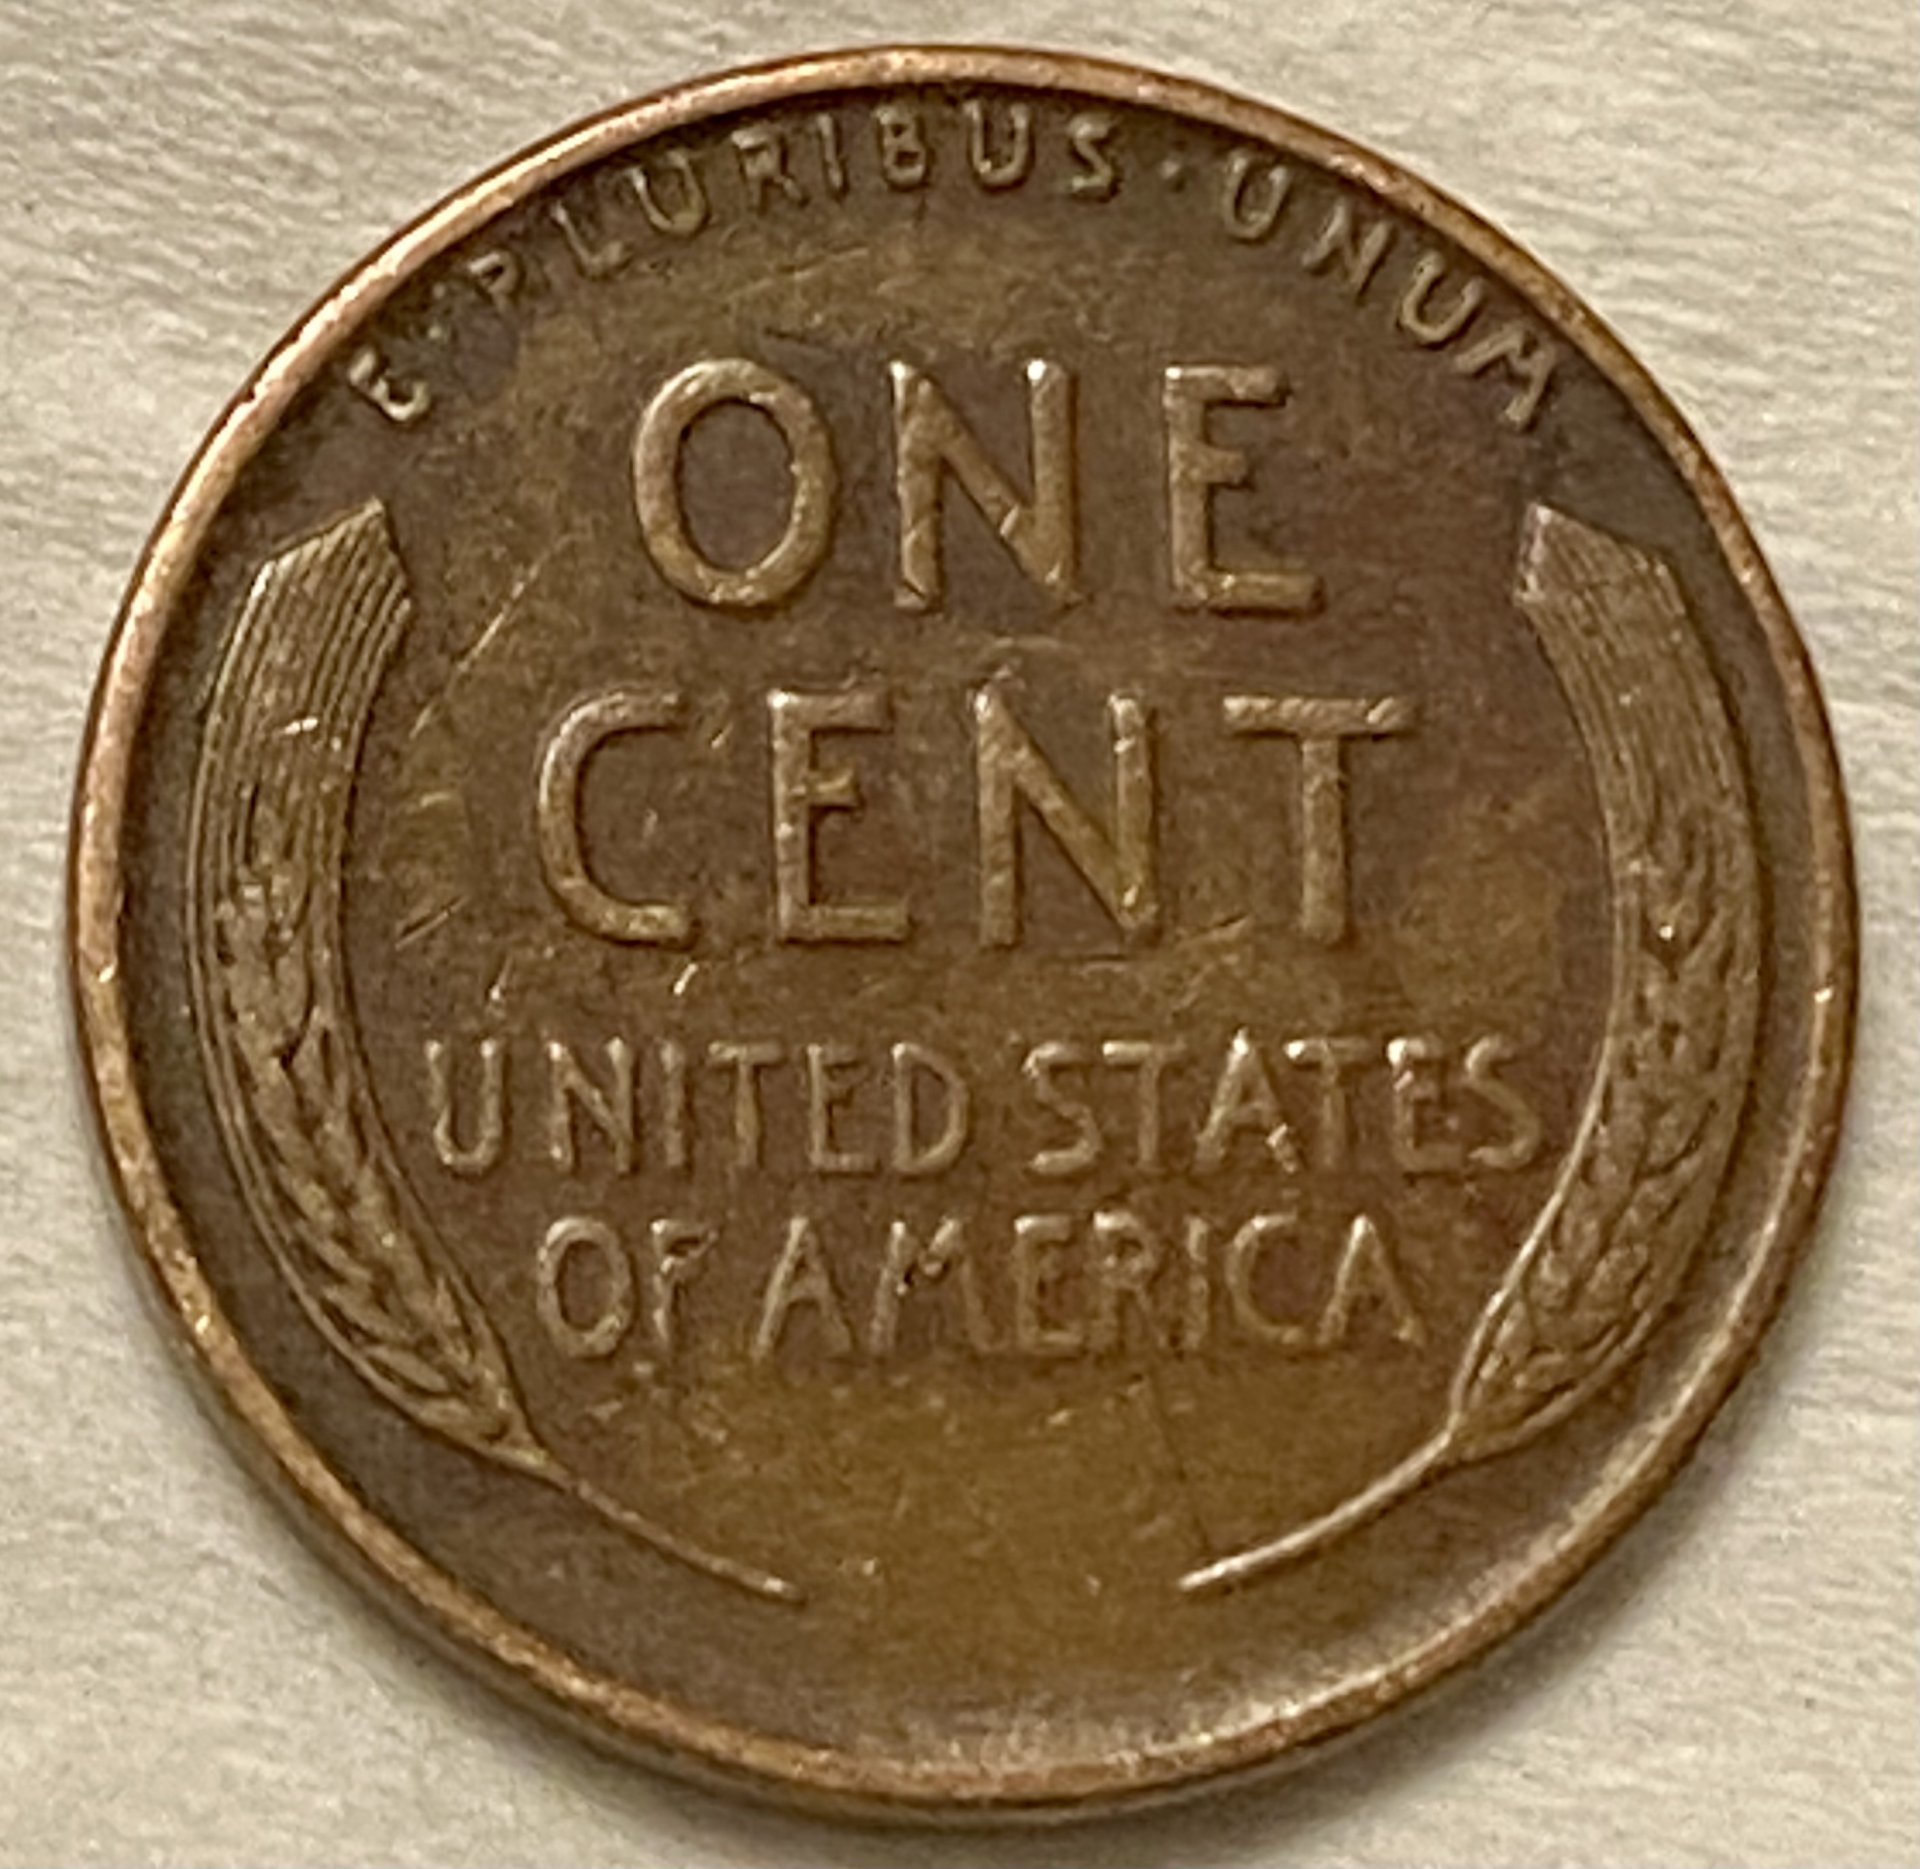 E·PLURIBUS·UNUM
ONE
CENT
UNITED STATES
OF AMERICA